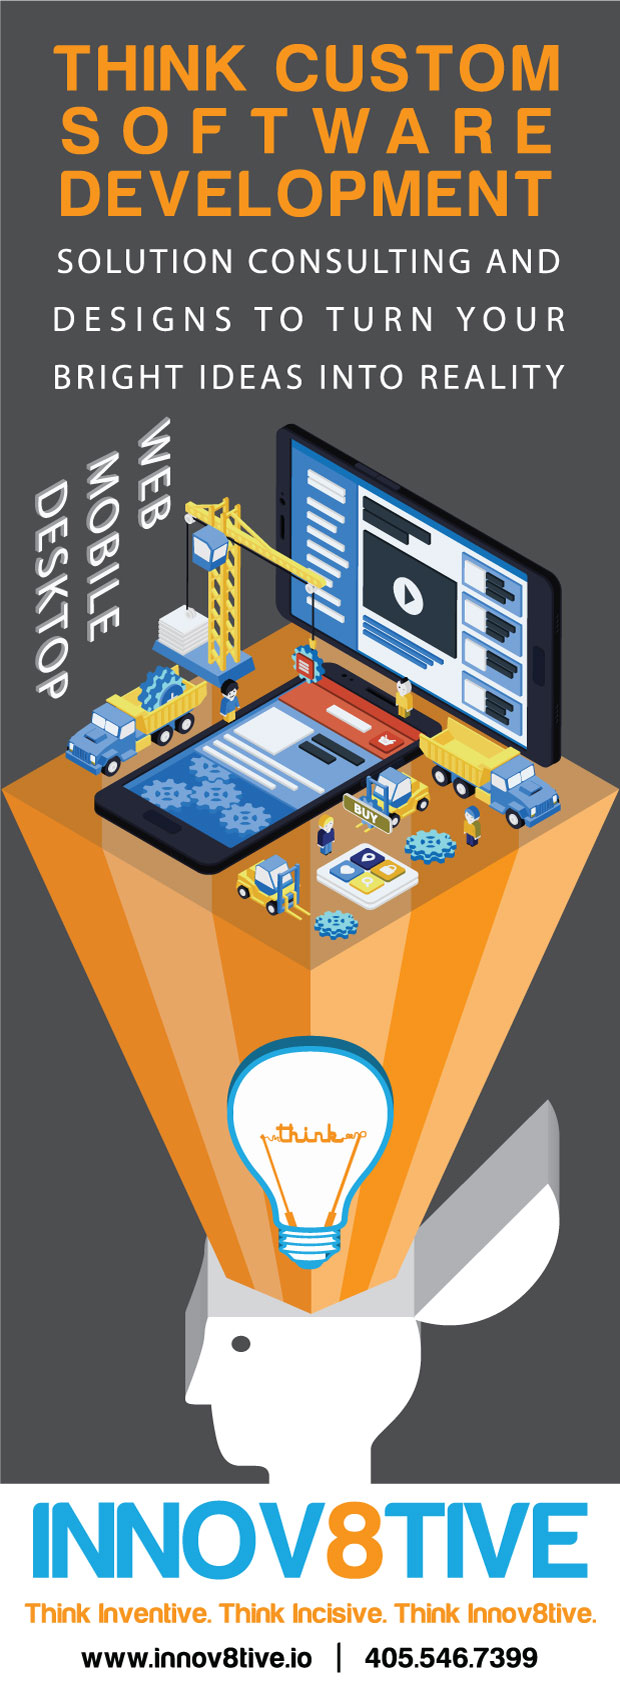 THINK CUSTOM
SOFTWARE
DEVELOPMENT
SOLUTION CONSULTING AND
DESIGNS TO TURN YOUR
BRIGHT IDEAS INTO REALITY
WEB
MOBILE
DESKTOP
BUY
think
INNOV8TIVE
Think Inventive. Think Incisive. Think Innov8tive.
www.innov8tive.io | 405.546.7399